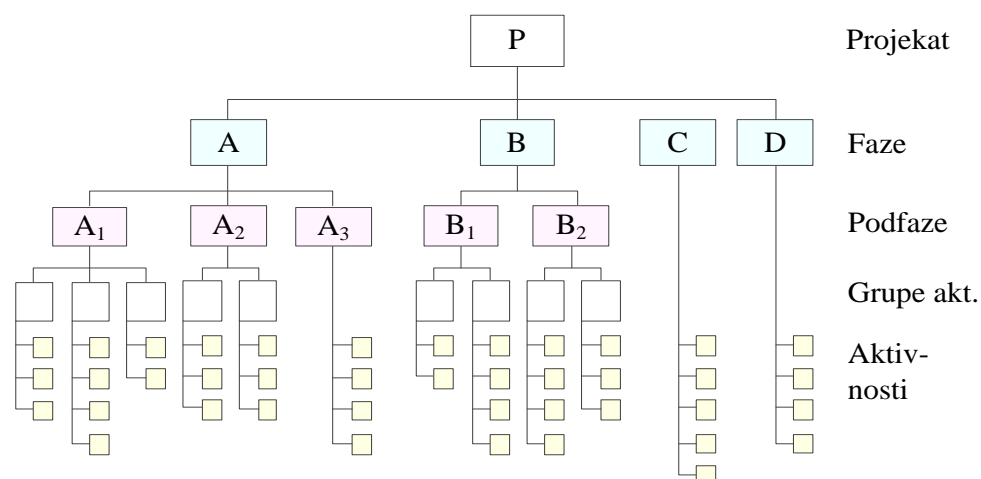 P
Projekat
A
B
C
D
Faze
A₁
A₂
A₃
B₁
B₂
Podfaze
Grupe akt.
Aktiv-
nosti